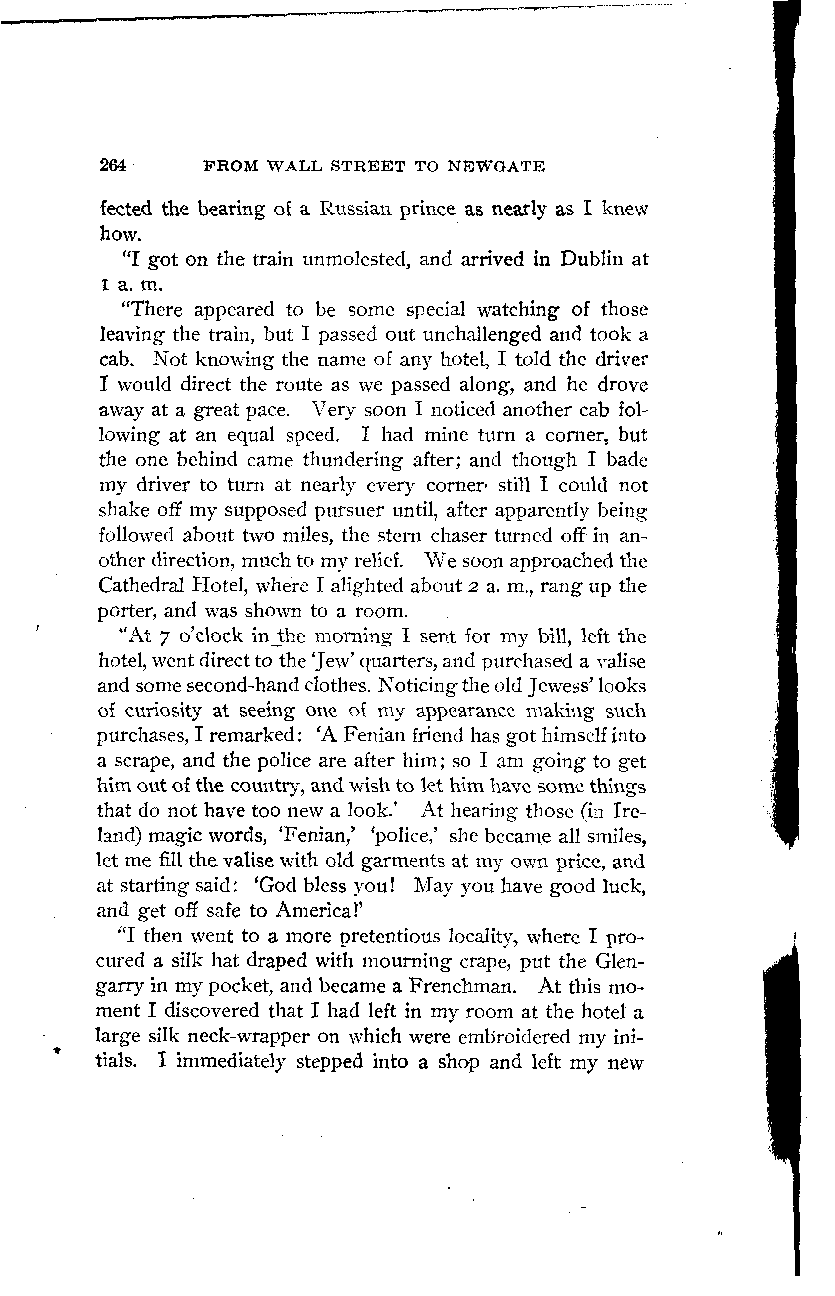 264 FROM WALL STREET TO NEWGATE
fected the bearing of a Russian prince as nearly as I knew
how.
"I got on the train unmolested, and arrived in Dublin at
1 a. m.
"There appeared to be some special watching of those
leaving the train, but I passed out unchallenged and took a
cab. Not knowing the name of any hotel, I told the driver
I would direct the route as we passed along, and he drove
away at a great pace. Very soon I noticed another cab fol-
lowing at an equal speed. I had mine turn a corner, but
the one behind came thundering after; and though I bade
my driver to turn at nearly every corner still I could not
shake off my supposed pursuer until, after apparently being
followed about two miles, the stern chaser turned off in an-
other direction, much to my relief. We soon approached the
Cathedral Hotel, where I alighted about 2 a. m., rang up the
porter, and was shown to a room.
"At 7 o'clock in the morning I sent for my bill, left the
hotel, went direct to the 'Jew' quarters, and purchased a valise
and some second-hand clothes. Noticing the old Jewess' looks
of curiosity at seeing one of my appearance making such
purchases, I remarked: 'A Fenian friend has got himself into
a scrape, and the police are after him; so I am going to get
him out of the country, and wish to let him have some things
that do not have too new a look.' At hearing those (in Ire-
land) magic words, 'Fenian,' 'police,' she became all smiles,
let me fill the valise with old garments at my own price, and
at starting said: 'God bless you! May you have good luck,
and get off safe to America!'
"I then went to a more pretentious locality, where I pro-
cured a silk hat draped with mourning crape, put the Glen-
garry in my pocket, and became a Frenchman. At this mo-
ment I discovered that I had left in my room at the hotel a
large silk neck-wrapper on which were embroidered my ini-
tials. I immediately stepped into a shop and left my new